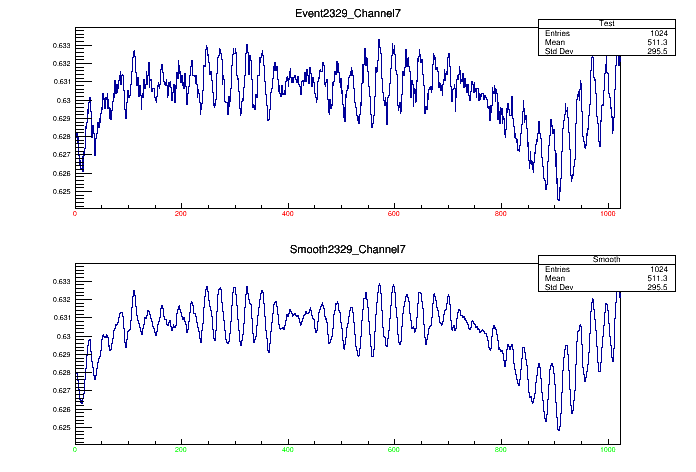 Event2329_Channel7
Test
Entries 1024
Mean 511.3
Std Dev 295.5
0.633
0.632
0.631
0.63
0.629
0.628
0.627
0.626
0.625
0 200 400 600 800 1000
Smooth2329_Channel7
Smooth
Entries 1024
Mean 511.3
Std Dev 295.5
0.633
0.632
0.631
0.63
0.629
0.628
0.627
0.626
0.625
0 200 400 600 800 1000